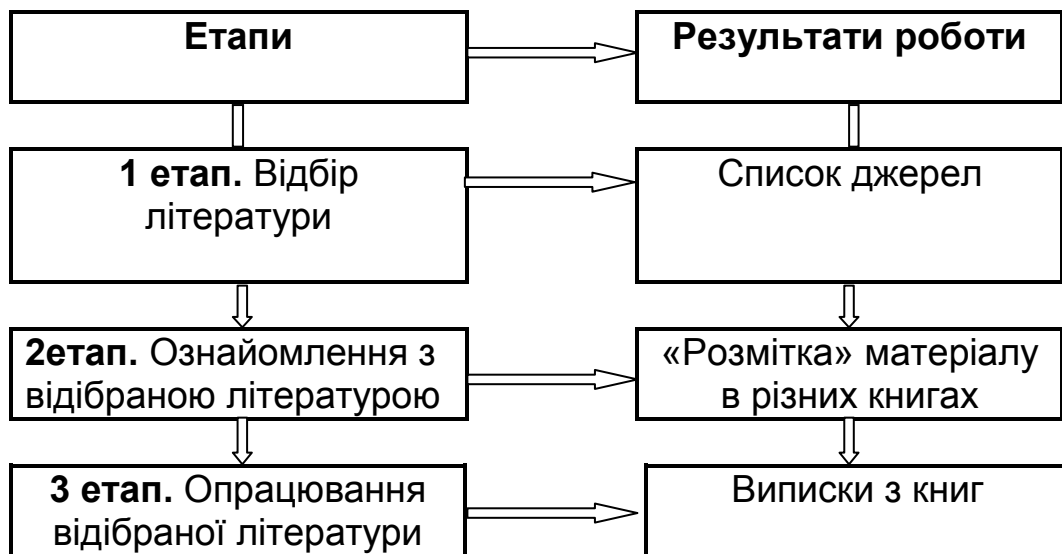 Етапи
Результати роботи
1 етап. Відбір
літератури
Список джерел
2етап. Ознайомлення з
відібраною літературою
«Розмітка» матеріалу
в різних книгах
3 етап. Опрацювання
відібраної літератури
Виписки з книг